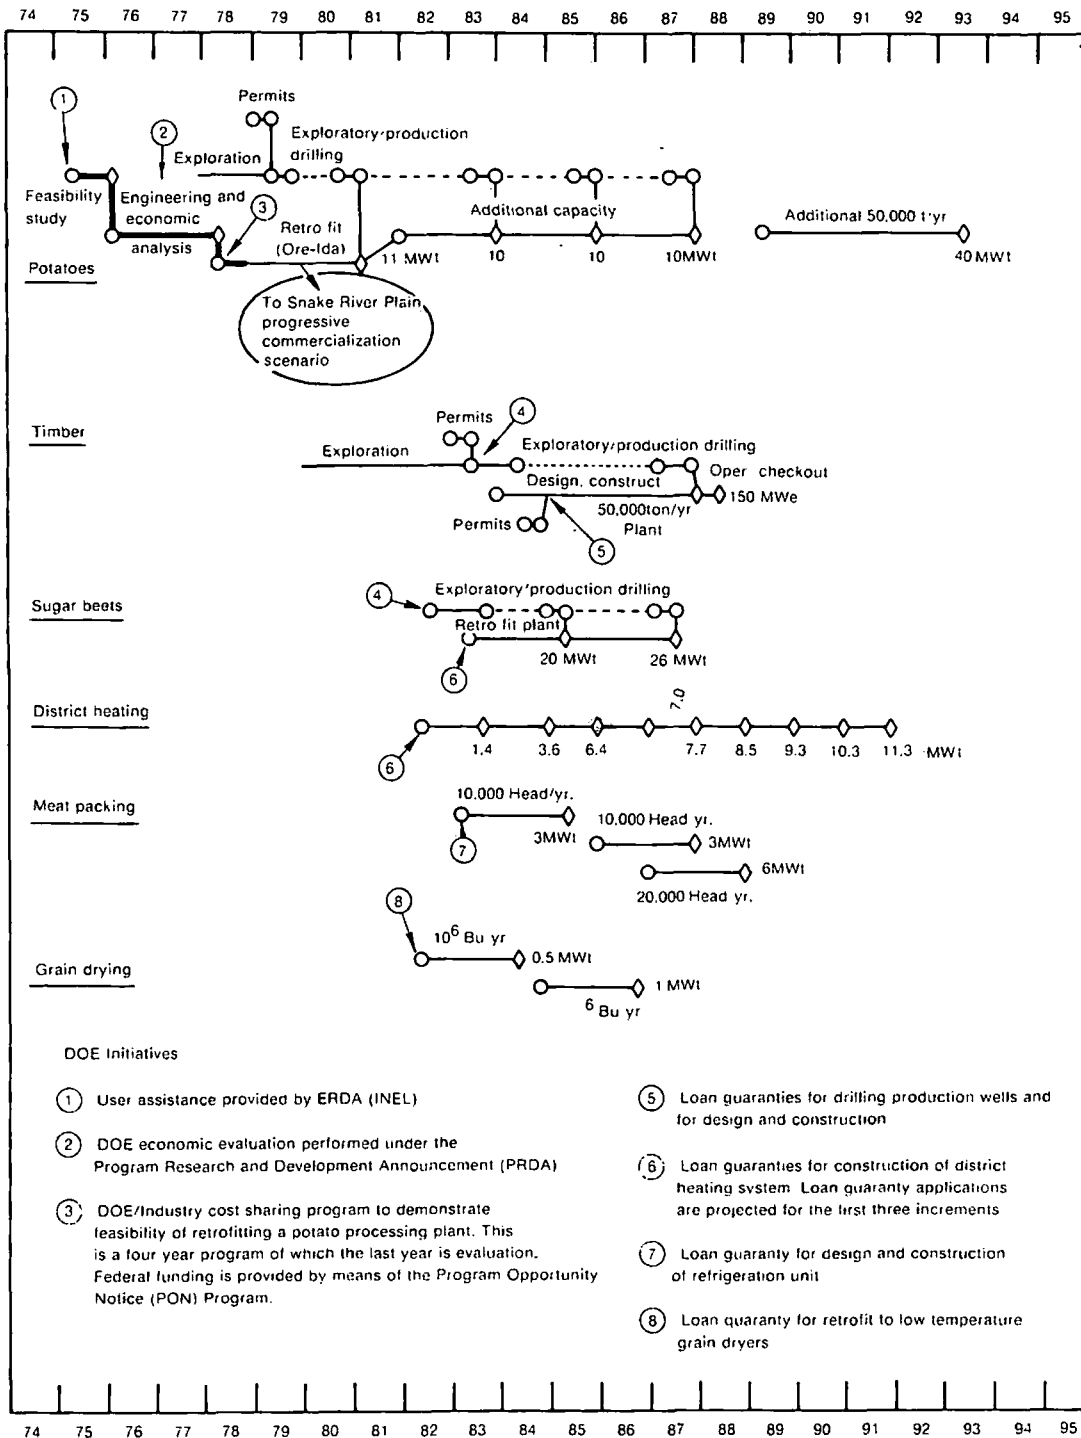 74 75 76 77 78 79 80 81 82 83 84 85 86 87 88 89 90 91 92 93 95
Permits
1
2
Exploratory/production
drilling
Exploration
Feasibility
study
Engineering and
economic
analysis
3
Retro fit
(Ore-Ida)
Additional capacity
Additional 50,000 t/yr
11 MWt
10
10
10MWt
40 MWt
Potatoes
To Snake River Plain
progressive
commercialization
scenario
4
Permits
Timber
Exploration
Exploratory/production drilling
Oper checkout
Design, construct
50,000ton/yr
Plant
150 MWe
Permits
5
4
Exploratory/production drilling
Sugar beets
Retro fit plant
20 MWt
26 MWt
6
7.0
District heating
1.4 3.6 6.4 7.7 8.5 9.3 10.3 11.3 MWt
6
10.000 Head/yr.
Meat packing
10,000 Head yr.
3MWt
3MWt
7
6MWt
20,000 Head yr.
8
10⁶ Bu yr
0.5 MWt
Grain drying
1 MWt
⁶ Bu yr
DOE Initiatives
1 User assistance provided by ERDA (INEL)
2 DOE economic evaluation performed under the
Program Research and Development Announcement (PRDA)
3 DOE/Industry cost sharing program to demonstrate
feasibility of retrofitting a potato processing plant. This
is a four year program of which the last year is evaluation.
Federal funding is provided by means of the Program Opportunity
Notice (PON) Program.
5 Loan guaranties for drilling production wells and
for design and construction
6 Loan guaranties for construction of district
heating system Loan guaranty applications
are projected for the first three increments
7 Loan guaranty for design and construction
of refrigeration unit
8 Loan guaranty for retrofit to low temperature
grain dryers
74 75 76 77 78 79 80 81 82 83 84 85 86 87 88 89 90 91 92 93 94 95